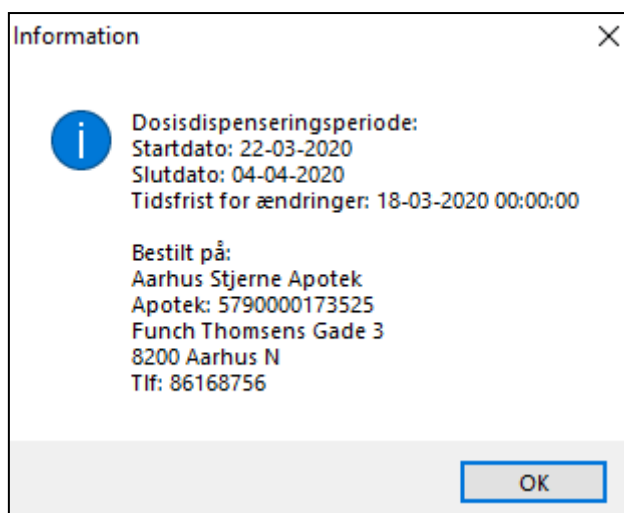 Information
Dosisdispenseringsperiode:
Startdato: 22-03-2020
Slutdato: 04-04-2020
Tidsfrist for ændringer: 18-03-2020 00:00:00
Bestilt på:
Aarhus Stjerne Apotek
Apotek: 5790000173525
Funch Thomsens Gade 3
8200 Aarhus N
Tlf: 86168756
OK